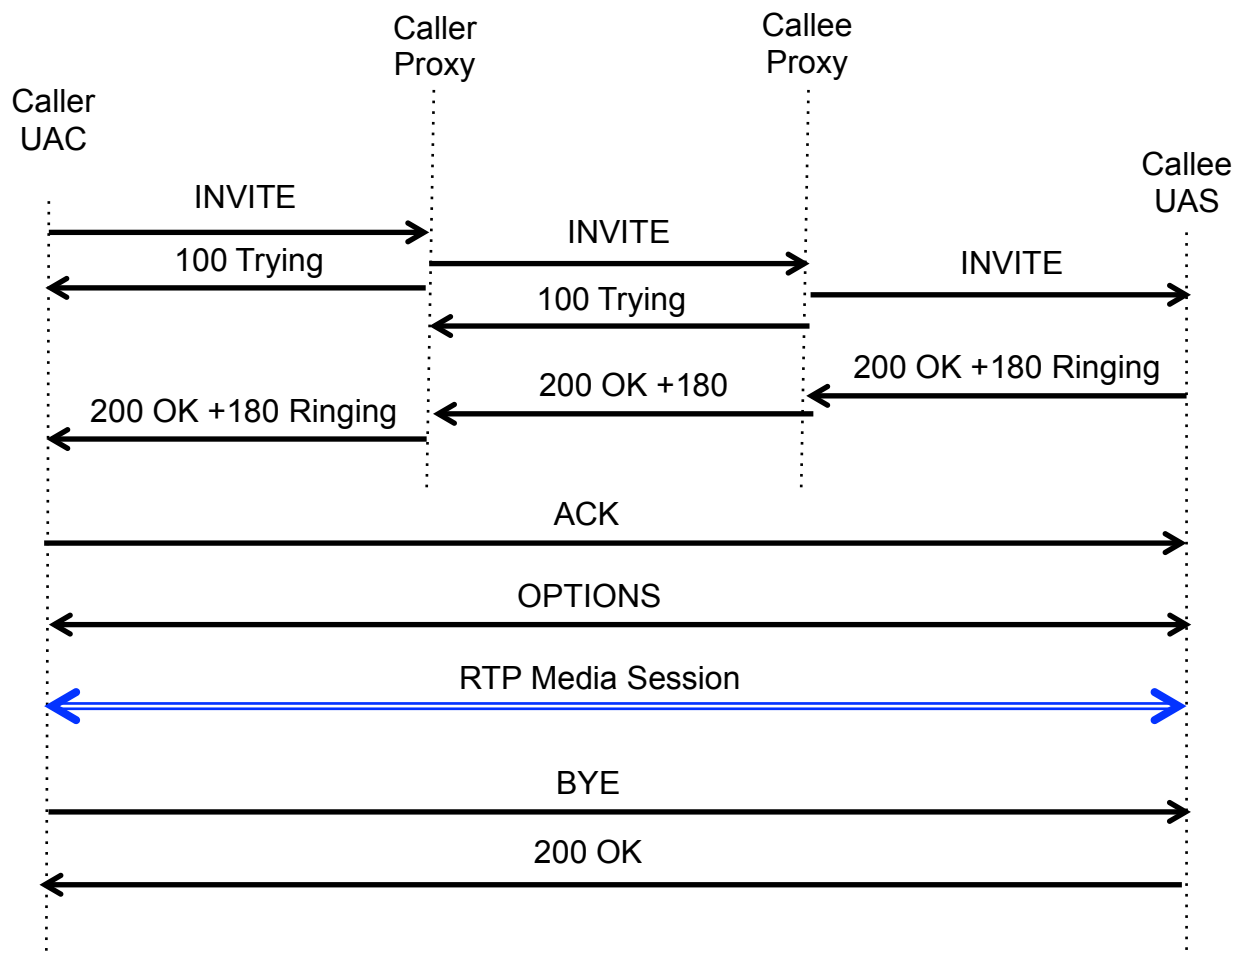 Caller
Proxy
Callee
Proxy
Caller
UAC
Callee
UAS
INVITE
INVITE
INVITE
100 Trying
100 Trying
200 OK +180 Ringing
200 OK +180
200 OK +180 Ringing
ACK
OPTIONS
RTP Media Session
BYE
200 OK